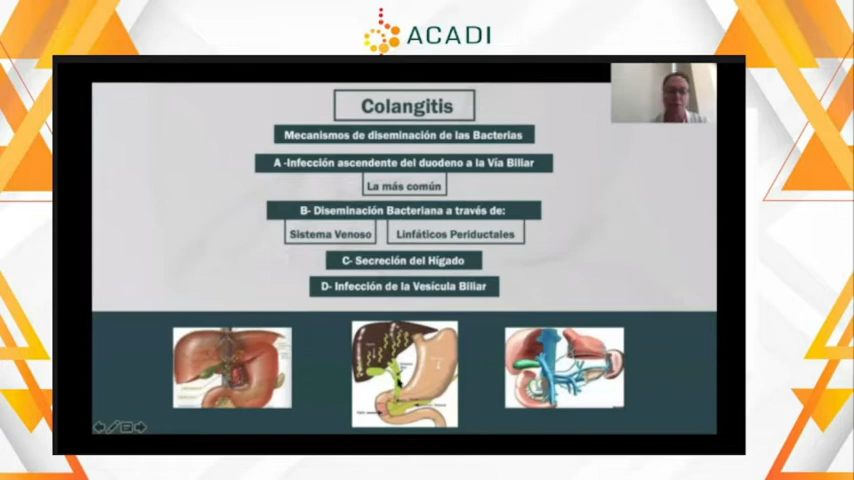 ACADI
Colangitis
Mecanismos de diseminación de las Bacterias
A -Infección ascendente del duodeno a la Vía Biliar
La más común
B- Diseminación Bacteriana a través de:
Sistema Venoso
Linfáticos Periductales
C- Secreción del Hígado
D- Infección de la Vesícula Biliar